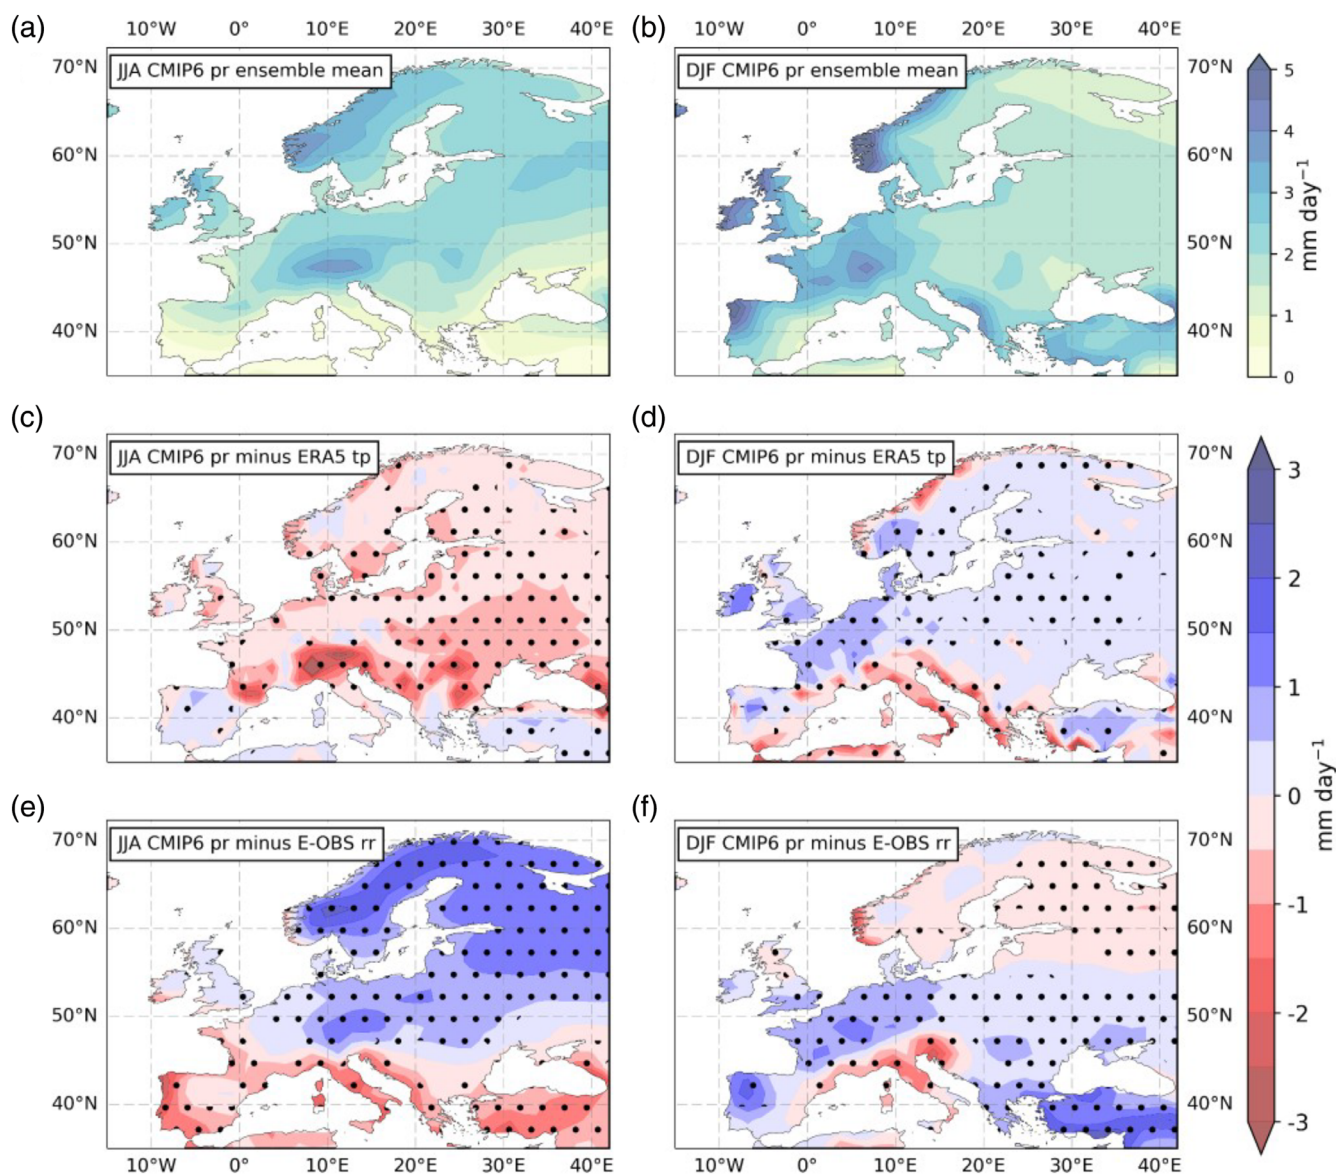 (a)
(b)
10°W 0° 10°E 20°E 30°E 40°E
10°W 0° 10°E 20°E 30°E 40°E
JJA CMIP6 pr ensemble mean
DJF CMIP6 pr ensemble mean
70°N
60°N
50°N
40°N
70°N
60°N
50°N
40°N
5
4
3
2
1
0
mm day⁻¹
(c)
(d)
JJA CMIP6 pr minus ERA5 tp
DJF CMIP6 pr minus ERA5 tp
70°N
60°N
50°N
40°N
70°N
60°N
50°N
40°N
(e)
(f)
JJA CMIP6 pr minus E-OBS rr
DJF CMIP6 pr minus E-OBS rr
70°N
60°N
50°N
40°N
70°N
60°N
50°N
40°N
10°W 0° 10°E 20°E 30°E 40°E
10°W 0° 10°E 20°E 30°E 40°E
3
2
1
0
-1
-2
-3
mm day⁻¹